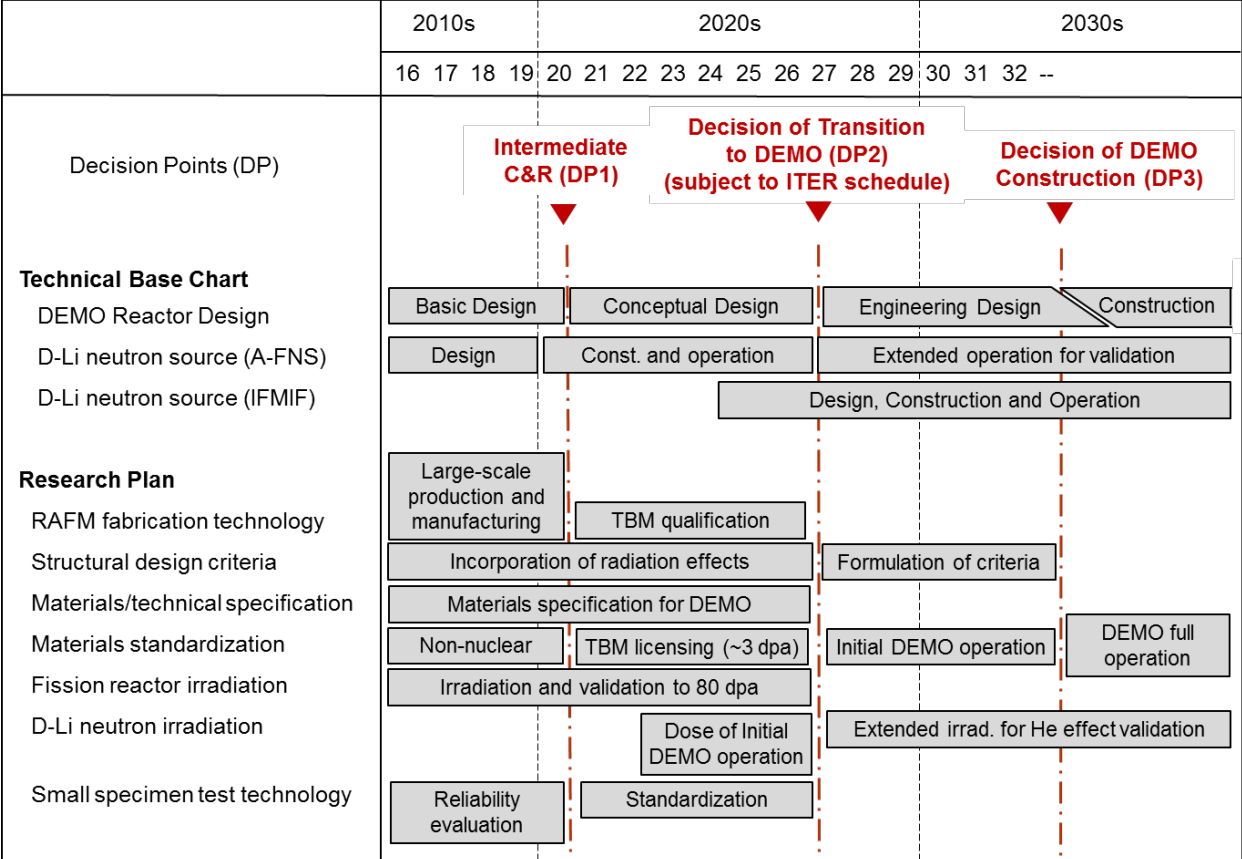 2010s 2020s 2030s
16 17 18 19 20 21 22 23 24 25 26 27 28 29 30 31 32 --
Decision Points (DP)
Intermediate
C&R (DP1)
Decision of Transition
to DEMO (DP2)
(subject to ITER schedule)
Decision of DEMO
Construction (DP3)
Technical Base Chart
DEMO Reactor Design
Basic Design
Conceptual Design
Engineering Design
Construction
D-Li neutron source (A-FNS)
Design
Const. and operation
Extended operation for validation
D-Li neutron source (IFMIF)
Design, Construction and Operation
Research Plan
RAFM fabrication technology
Large-scale
production and
manufacturing
TBM qualification
Structural design criteria
Incorporation of radiation effects
Formulation of criteria
Materials/technical specification
Materials specification for DEMO
Materials standardization
Non-nuclear
TBM licensing (~3 dpa)
Initial DEMO operation
DEMO full
operation
Fission reactor irradiation
Irradiation and validation to 80 dpa
D-Li neutron irradiation
Dose of Initial
DEMO operation
Extended irrad. for He effect validation
Small specimen test technology
Reliability
evaluation
Standardization